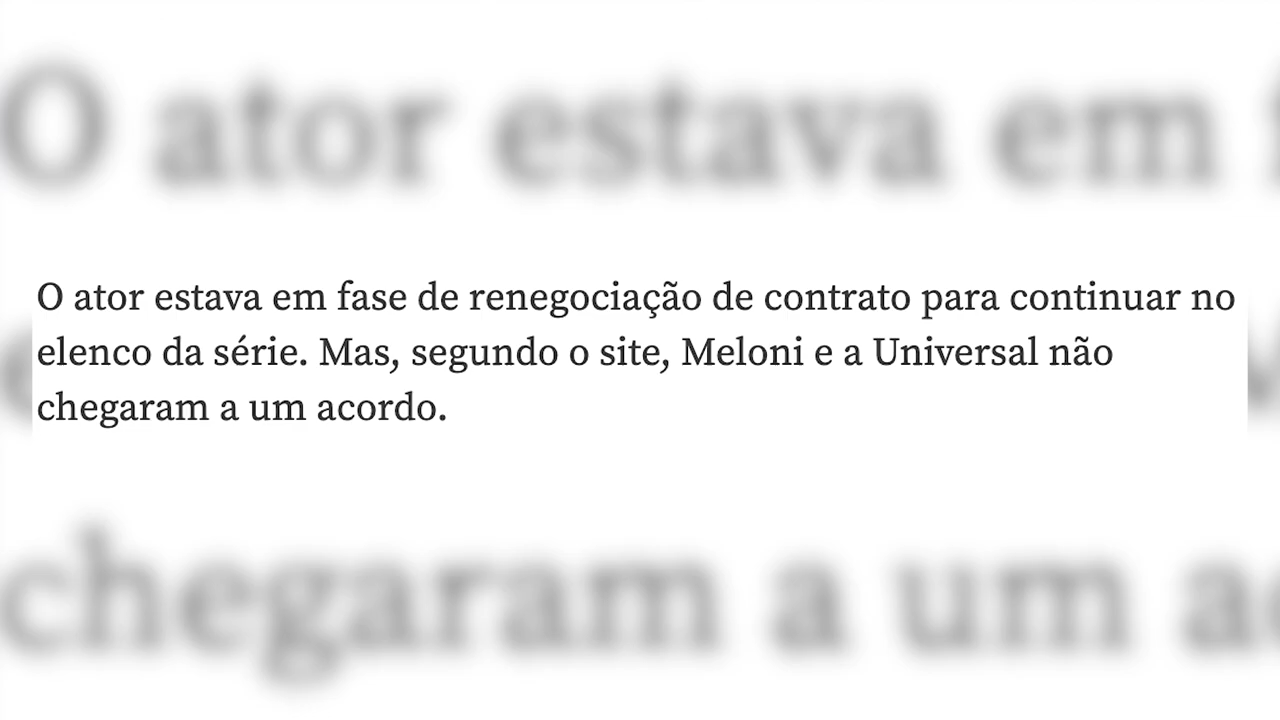 O ator estava em fase de renegociação de contrato para continuar no
elenco da série. Mas, segundo o site, Meloni e a Universal não
chegaram a um acordo.